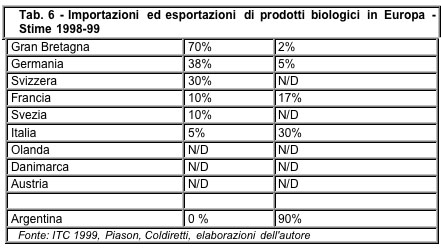 Tab. 6 - Importazioni ed esportazioni di prodotti biologici in Europa -
Stime 1998-99
Gran Bretagna 70% 2%
Germania 38% 5%
Svizzera 30% N/D
Francia 10% 17%
Svezia 10% N/D
Italia 5% 30%
Olanda N/D N/D
Danimarca N/D N/D
Austria N/D N/D
Argentina 0 % 90%
Fonte: ITC 1999, Piason, Coldiretti, elaborazioni dell'autore